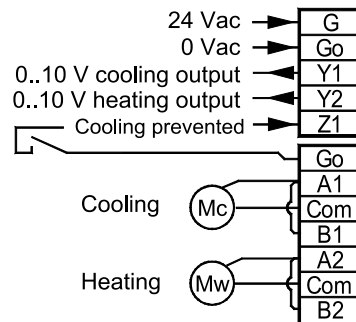 24 Vac G
0 Vac Go
0..10 V cooling output Y1
0..10 V heating output Y2
Cooling prevented Z1
Go
A1
Cooling Mc Com
B1
A2
Heating Mw Com
B2